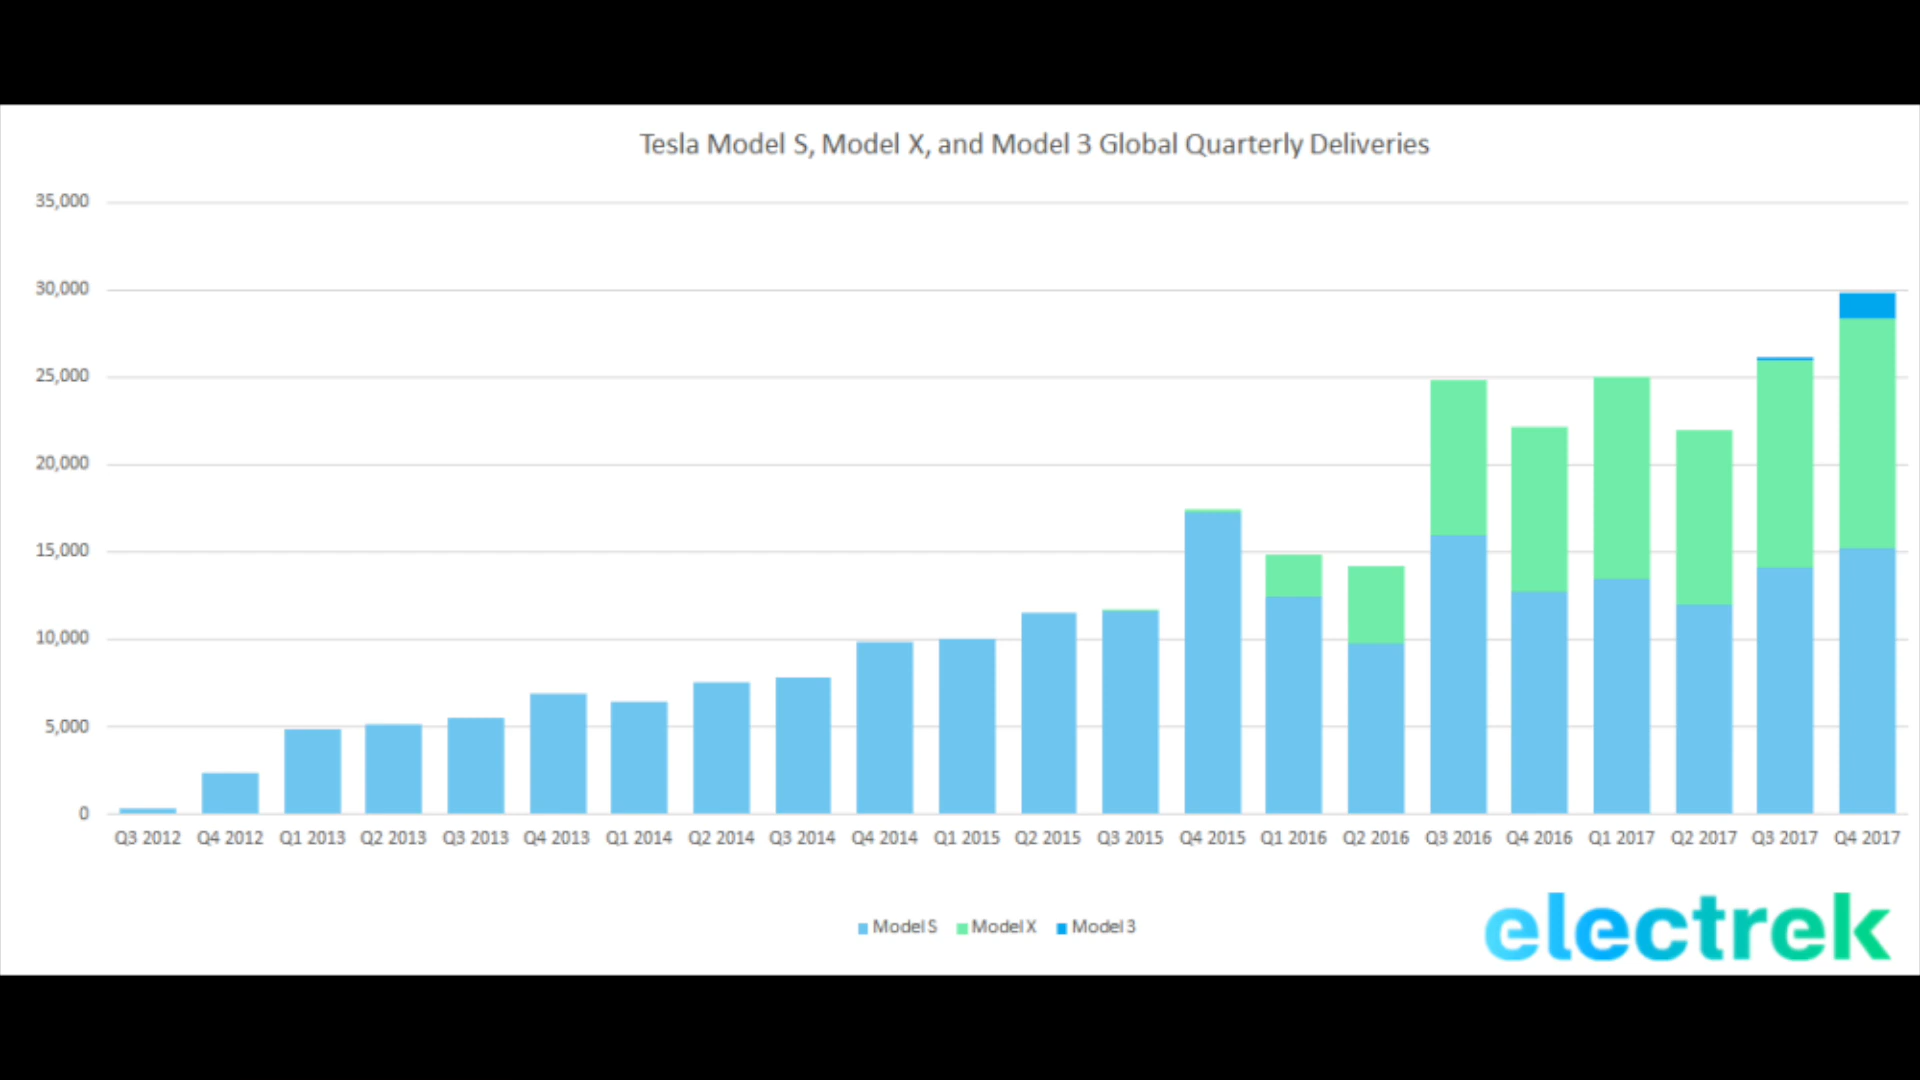 Tesla Model S, Model X, and Model 3 Global Quarterly Deliveries
35,000
30,000
25,000
20,000
15,000
10,000
5,000
0
Q3 2012 Q4 2012 Q1 2013 Q2 2013 Q3 2013 Q4 2013 Q1 2014 Q2 2014 Q3 2014 Q4 2014 Q1 2015 Q2 2015 Q3 2015 Q4 2015 Q1 2016 Q2 2016 Q3 2016 Q4 2016 Q1 2017 Q2 2017 Q3 2017 Q4 2017
Model S Model X Model 3
electrek